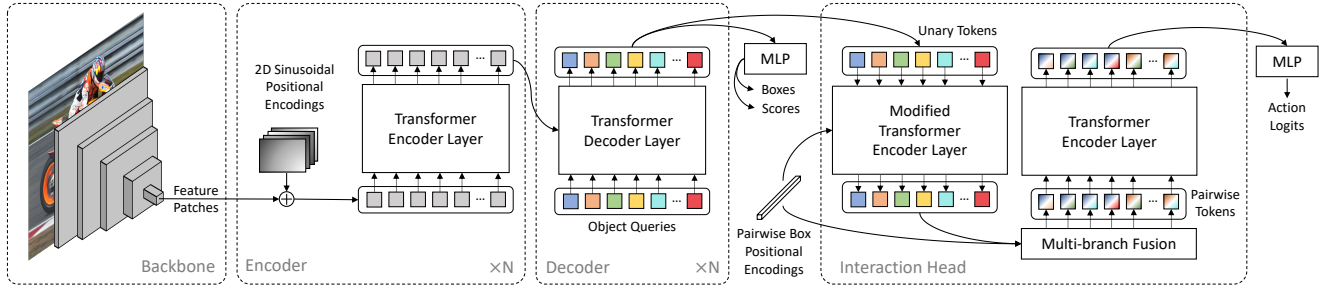 Feature
Patches
Backbone
2D Sinusoidal
Positional
Encodings
...
Transformer
Encoder Layer
...
Encoder
×N
...
Transformer
Decoder Layer
...
Object Queries
Decoder
×N
MLP
Boxes
Scores
Pairwise Box
Positional
Encodings
Unary Tokens
...
Modified
Transformer
Encoder Layer
...
...
Transformer
Encoder Layer
...
Pairwise
Tokens
Multi-branch Fusion
Interaction Head
MLP
Action
Logits